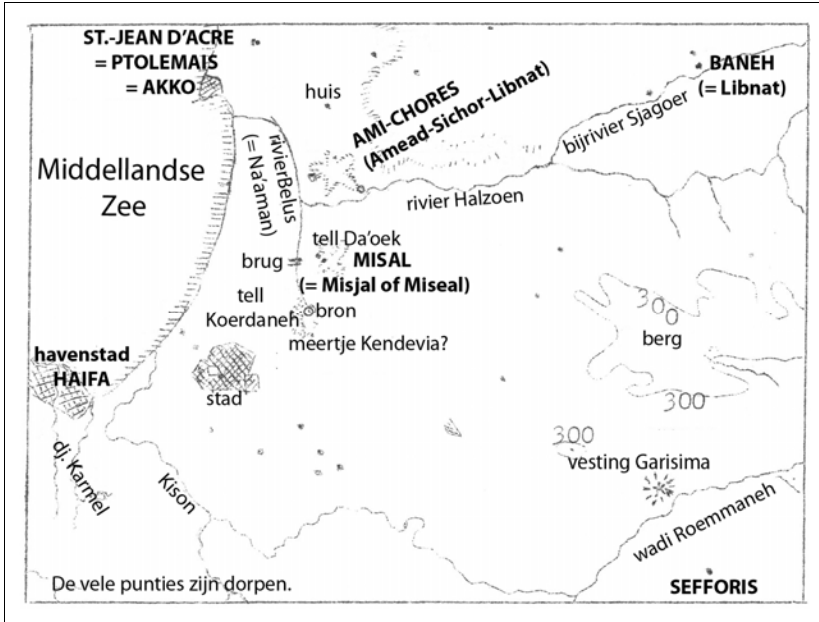 ST.-JEAN D'ACRE
= PTOLEMAIS
= AKKO
huis
AMI-CHORES
(Amead-Sichor-Libnat)
BANEH
(= Libnat)
bijrivier Sjagoer
Middellandse
Zee
rivierBelus
(= Na'aman)
rivier Halzoen
tell Da'oek
brug
MISAL
(= Misjal of Miseal)
tell
Koerdaneh
bron
meertje Kendevia?
300
berg
300
havenstad
HAIFA
stad
300
vesting Garisima
dj. Karmel
Kison
wadi Roemmaneh
De vele punties zijn dorpen.
SEFFORIS